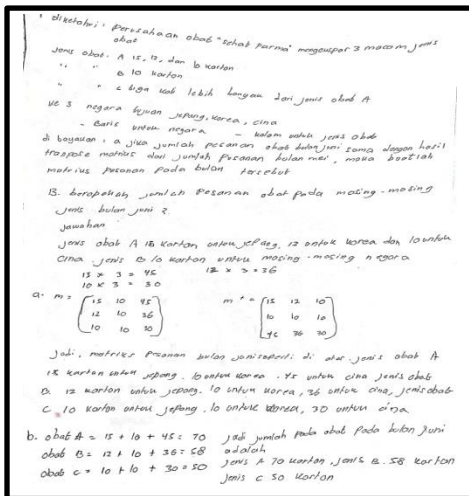 diketahui : Perusahaan obat "Sehat Farma" mengekspor 3 macam jenis
obat
Jenis obat. A 15, 12, dan 10 karton
" " B 10 karton
" " C tiga kali lebih banyak dari jenis obat A
ke 3 negara tujuan Jepang, korea, cina
- Baris untuk negara - kolom untuk jenis obat
di tanyakan : a jika jumlah pesanan obat bulan juni sama dengan hasil
transpose matriks dari jumlah Pesanan bulan mei, maka buatlah
matriks pesanan pada bulan tersebut
B. berapakah jumlah Pesanan obat pada masing-masing
jenis bulan juni ?
jawaban
jenis obat A 15 karton untuk jepang, 12 untuk korea dan 10 untuk
cina jenis B 10 karton untuk masing-masing negara
15 x 3 = 45 12 x 3 = 36
10 x 3 = 30
a. m = [15 10 45 m t = [15 12 10
12 10 36 10 10 10
10 10 30] 45 36 30]
Jadi, matriks pesanan bulan juni seperti di atas. jenis obat A
15 karton untuk jepang. 10 untuk korea. 45 untuk cina jenis obat
B. 12 karton untuk jepang. 10 untuk korea, 36 untuk cina, jenis obat
C. 10 karton untuk jepang. 10 untuk korea, 30 untuk cina
b. obat A = 15 + 10 + 45 = 70 jadi jumlah pada obat pada bulan juni
obat B = 12 + 10 + 36 = 58 adalah
obat C = 10 + 10 + 30 = 50 jenis A 70 karton, jenis B. 58 karton
jenis C 50 karton